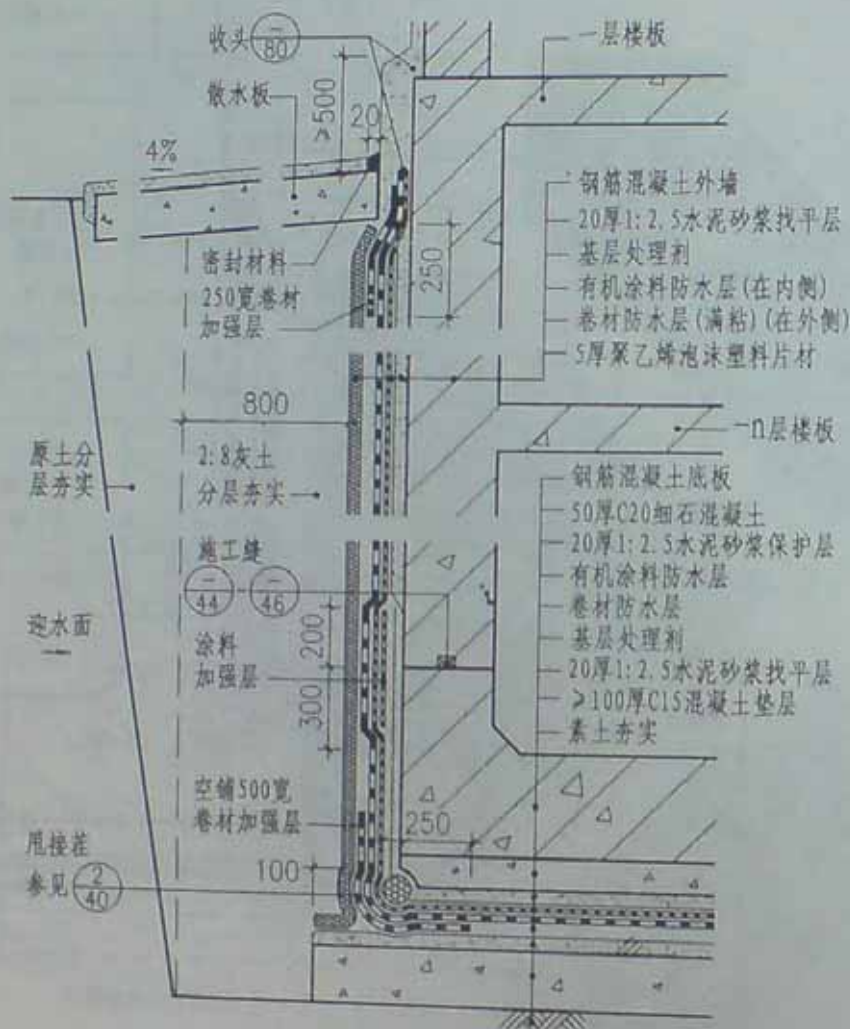 收头 — 80
一层楼板
散水板
≥500
20
4%
钢筋混凝土外墙
20厚1:2.5水泥砂浆找平层
基层处理剂
有机涂料防水层(在内侧)
卷材防水层(满粘)(在外侧)
5厚聚乙烯泡沫塑料片材
密封材料
250宽卷材
加强层
250
800
-n层楼板
原土分
层夯实
2:8灰土
分层夯实
钢筋混凝土底板
50厚C20细石混凝土
20厚1:2.5水泥砂浆保护层
有机涂料防水层
卷材防水层
基层处理剂
20厚1:2.5水泥砂浆找平层
≥100厚C15混凝土垫层
素土夯实
施工缝
— 44 - — 46
迎水面
涂料
加强层
200
300
空铺500宽
卷材加强层
250
甩接茬
参见 2 40
100